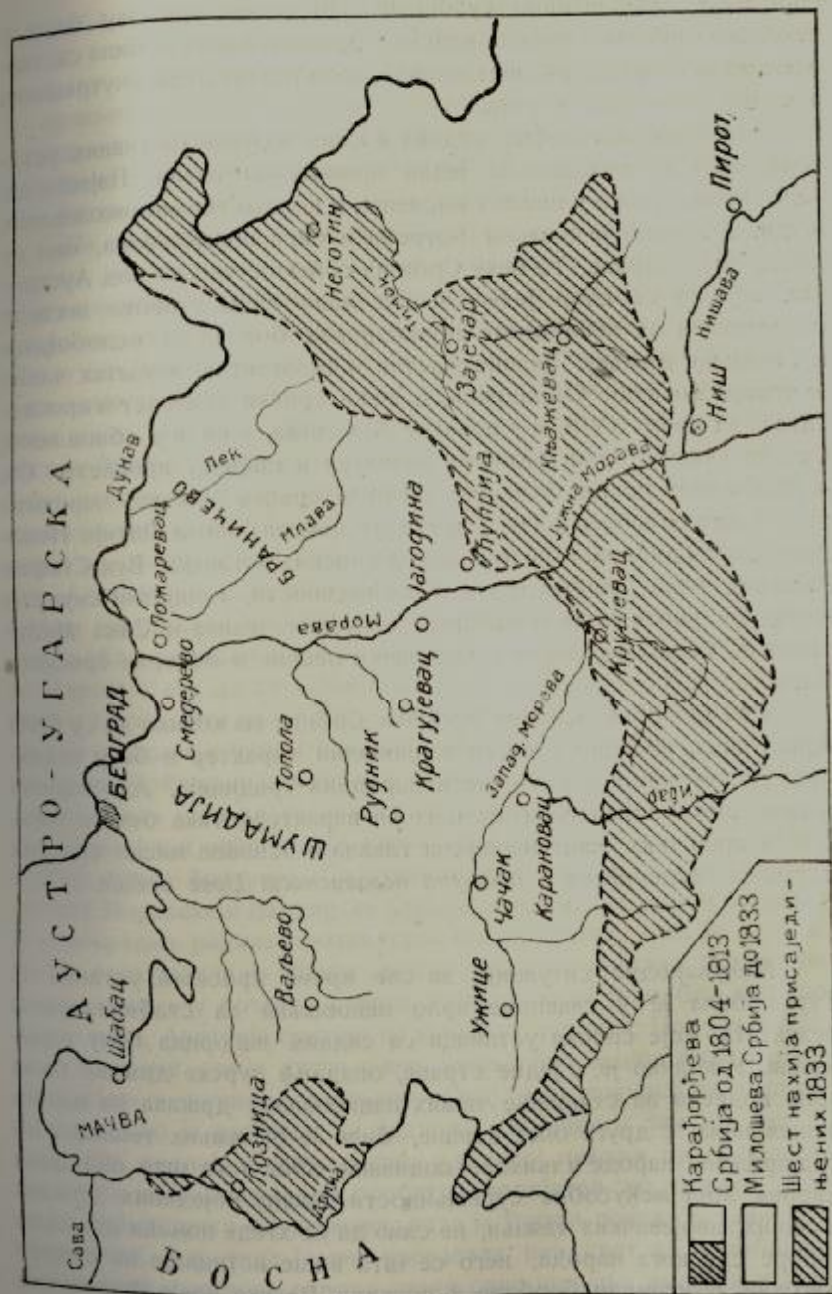 АУСТРО-УГАРСКА
Сава
МАЧВА
Шабац
БЕОГРАД
Смедерево
Пожаревац
Дунав
Пек
Млава
БРАНИЧЕВО
Лозница
БОСНА
Ваљево
ШУМАДИЈА
Топола
Рудник
Крагујевац
Морава
Јагодина
Ћуприја
Неготин
Тимок
Зајечар
Књажевац
Ужице
Чачак
Запад. Морава
Карановац
Ибар
Крушевац
Јужна Морава
Ниш
Нишава
Пирот
Карађорђева
Србија од 1804-1813
Милошева Србија до 1833
Шест нахија присаједи-
њених 1833